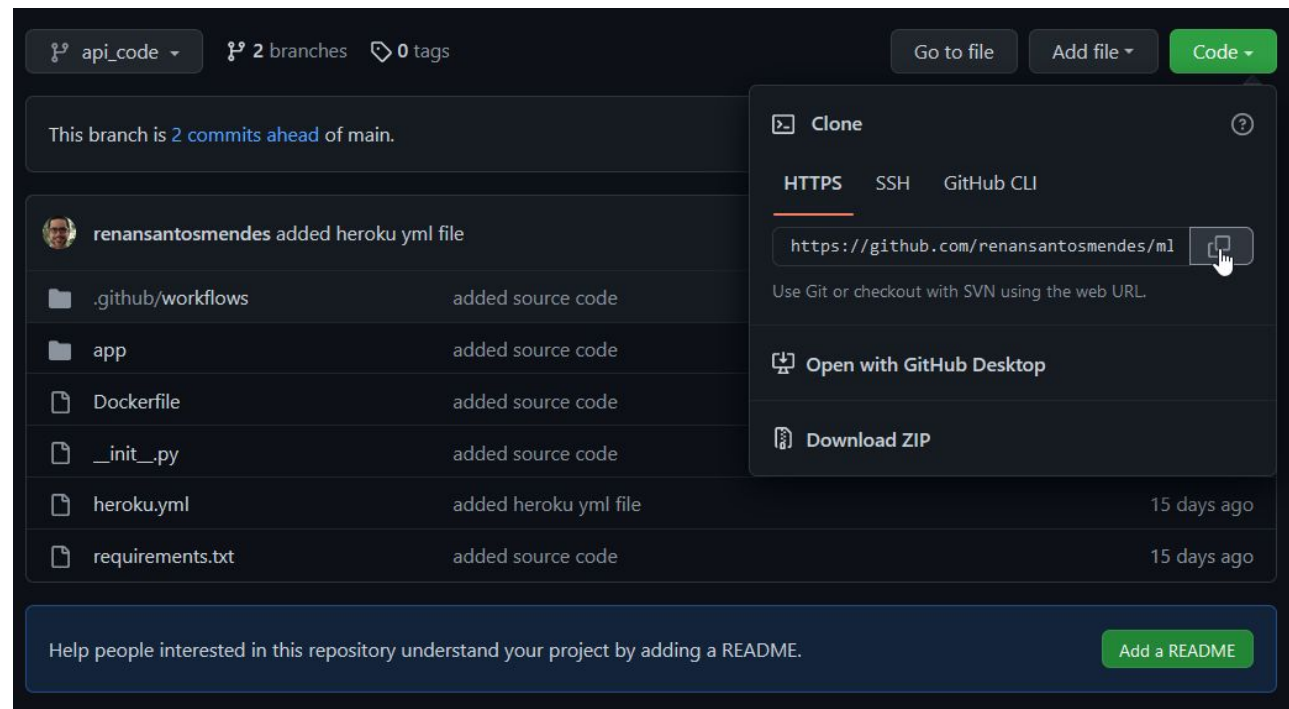 api_code 2 branches 0 tags Go to file Add file Code
This branch is 2 commits ahead of main.
Clone
HTTPS SSH GitHub CLI
https://github.com/renansantosmendes/ml
Use Git or checkout with SVN using the web URL.
Open with GitHub Desktop
Download ZIP
renansantosmendes added heroku yml file
.github/workflows added source code
app added source code
Dockerfile added source code
__init__.py added source code
heroku.yml added heroku yml file 15 days ago
requirements.txt added source code 15 days ago
Help people interested in this repository understand your project by adding a README. Add a README